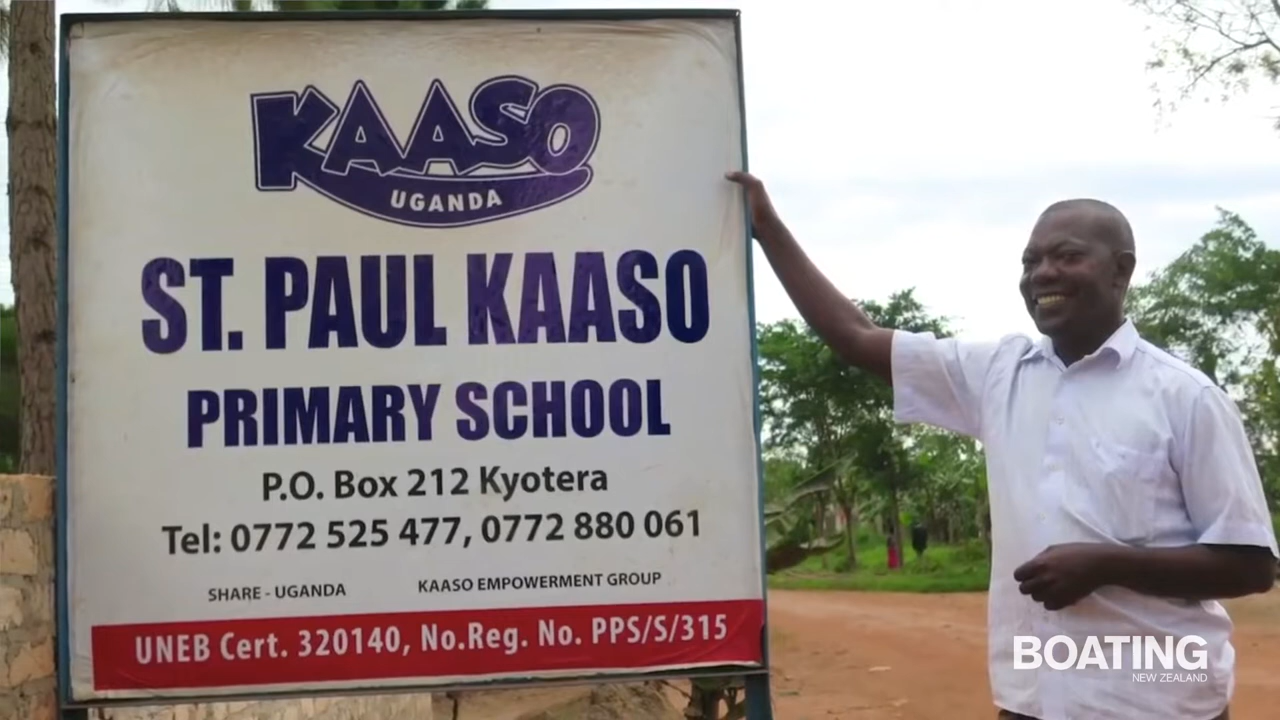 KAASO
UGANDA
ST. PAUL KAASO
PRIMARY SCHOOL
P.O. Box 212 Kyotera
Tel: 0772 525 477, 0772 880 061
SHARE - UGANDA KAASO EMPOWERMENT GROUP
UNEB Cert. 320140, No.Reg. No. PPS/S/315
BOATING
NEW ZEALAND